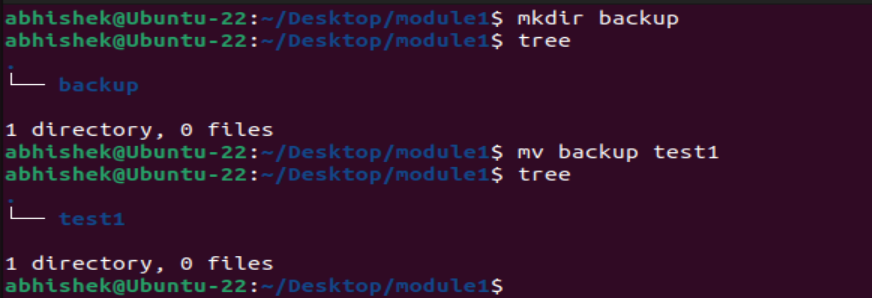 abhishek@Ubuntu-22:~/Desktop/module1$ mkdir backup
abhishek@Ubuntu-22:~/Desktop/module1$ tree
.
└── backup
1 directory, 0 files
abhishek@Ubuntu-22:~/Desktop/module1$ mv backup test1
abhishek@Ubuntu-22:~/Desktop/module1$ tree
.
└── test1
1 directory, 0 files
abhishek@Ubuntu-22:~/Desktop/module1$